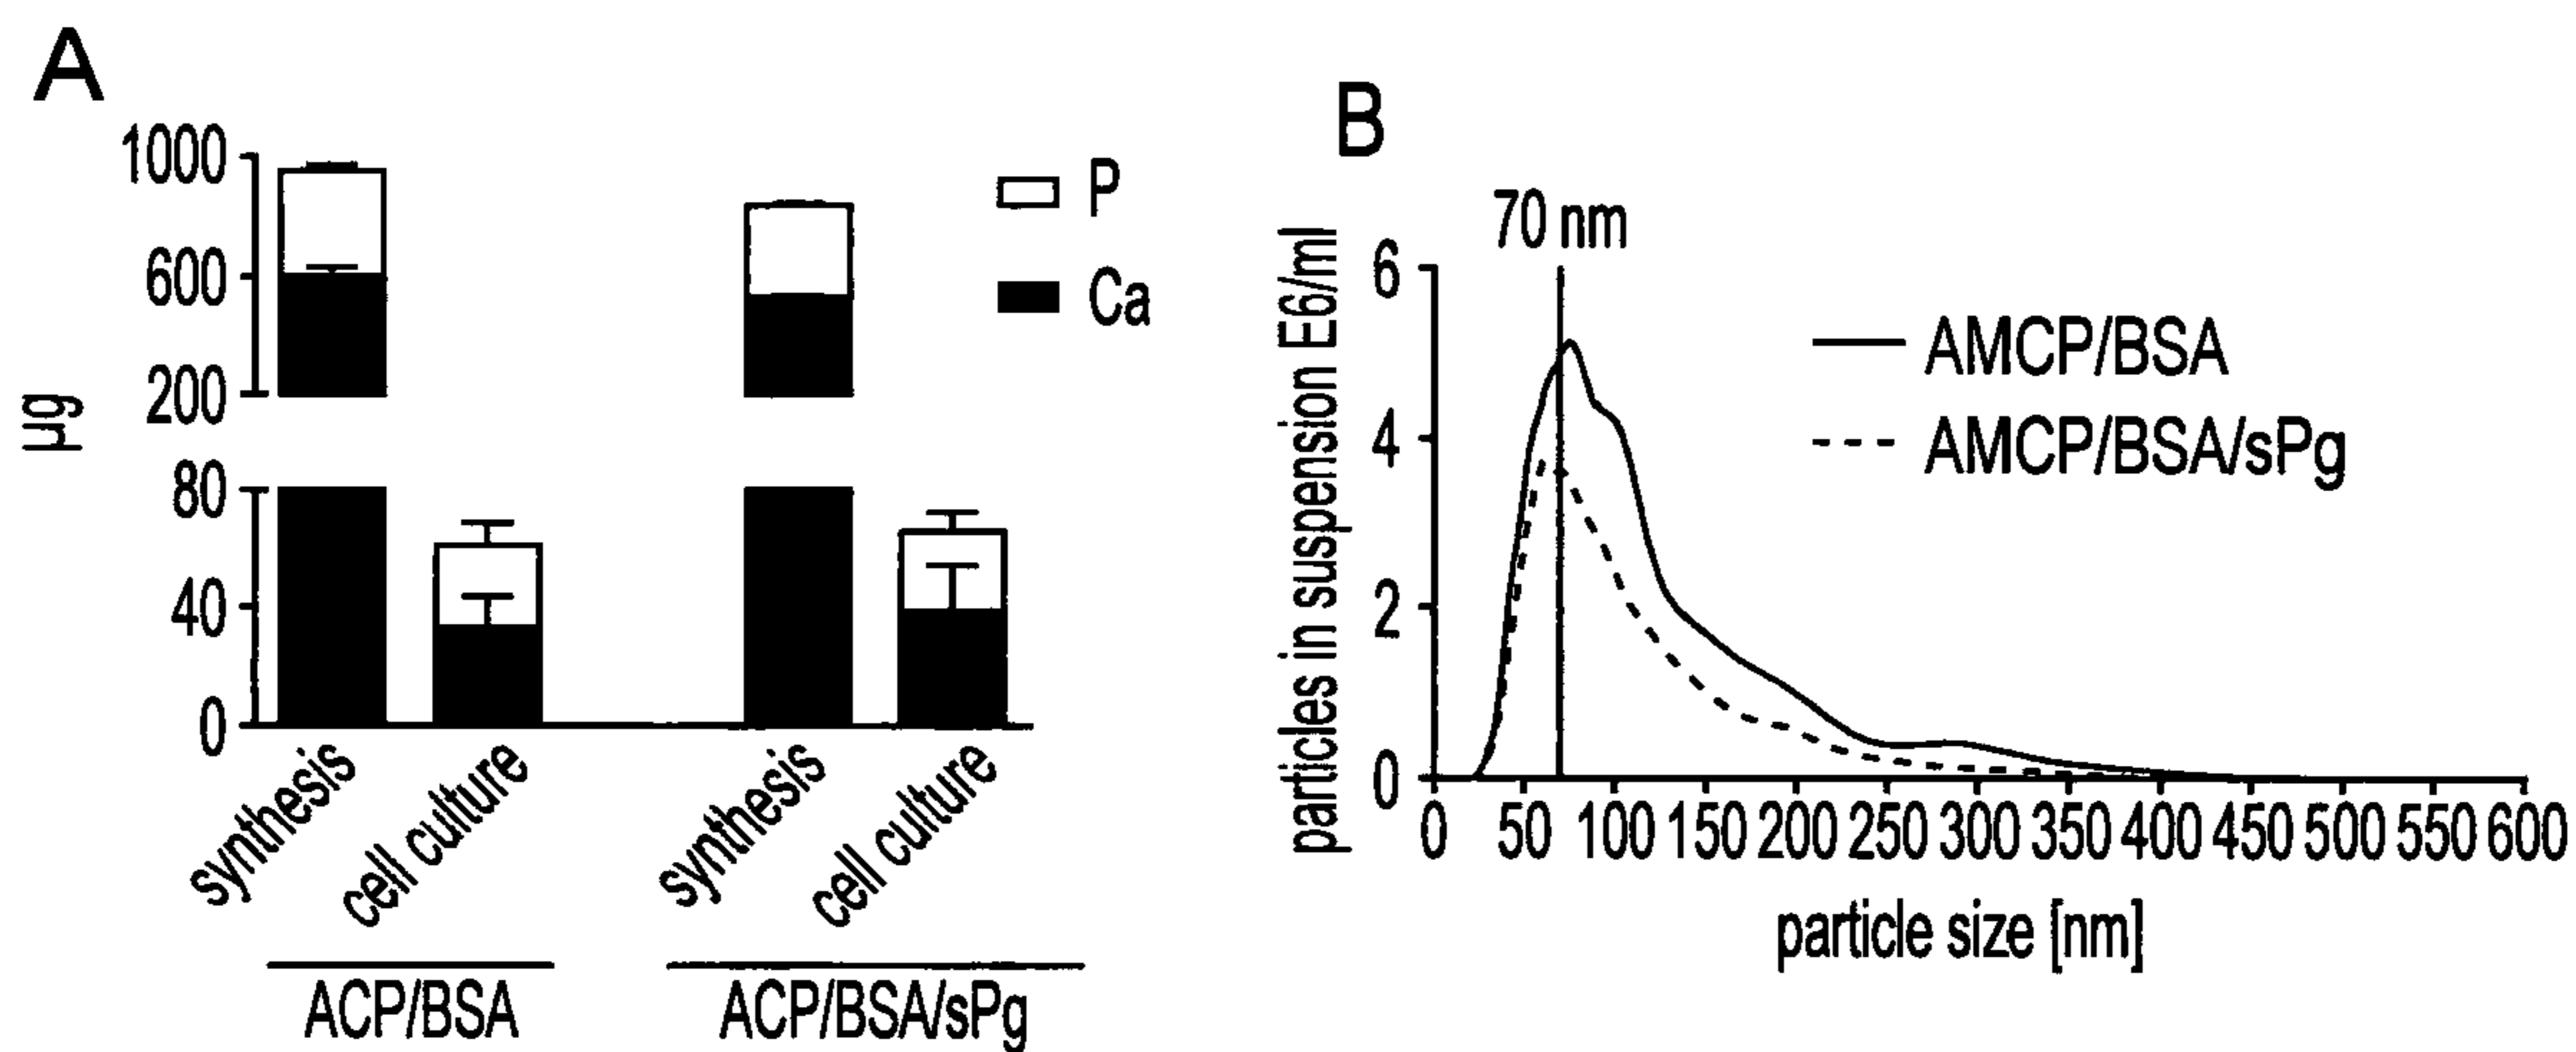 A
1000
600
200
80
40
0
µg
P
Ca
synthesis
cell culture
synthesis
cell culture
ACP/BSA
ACP/BSA/sPg
B
70 nm
6
4
2
0
particles in suspension E6/ml
AMCP/BSA
AMCP/BSA/sPg
0 50 100 150 200 250 300 350 400 450 500 550 600
particle size [nm]